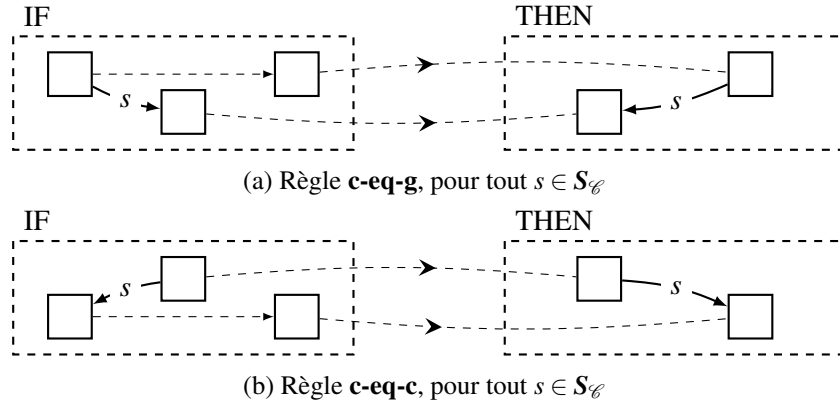 IF THEN
s s
(a) Règle c-eq-g, pour tout s ∈ S𝒞
IF THEN
s s
(b) Règle c-eq-c, pour tout s ∈ S𝒞